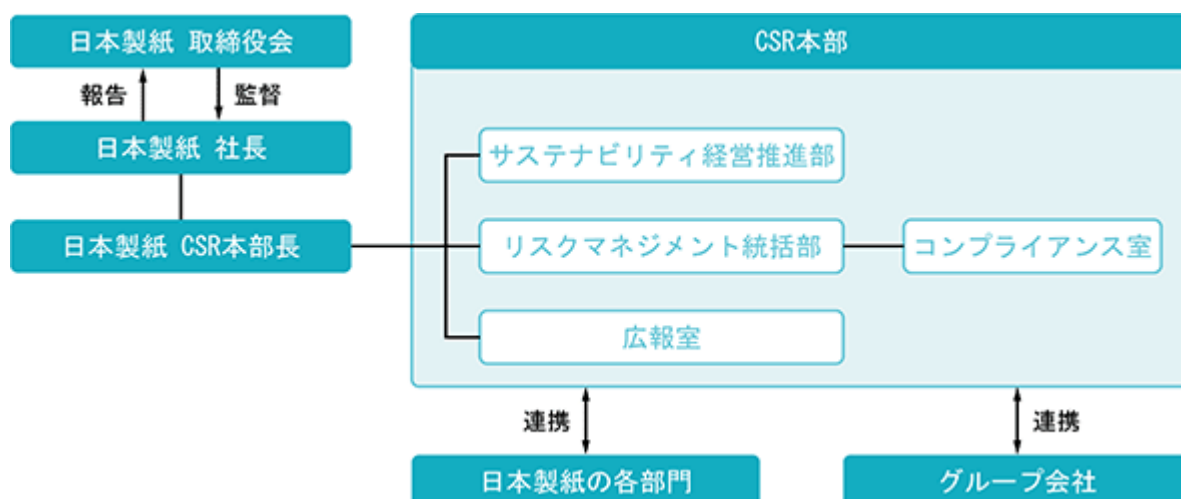 日本製紙 取締役会
報告
監督
日本製紙 社長
日本製紙 CSR本部長
CSR本部
サステナビリティ経営推進部
リスクマネジメント統括部
コンプライアンス室
広報室
連携
連携
日本製紙の各部門
グループ会社